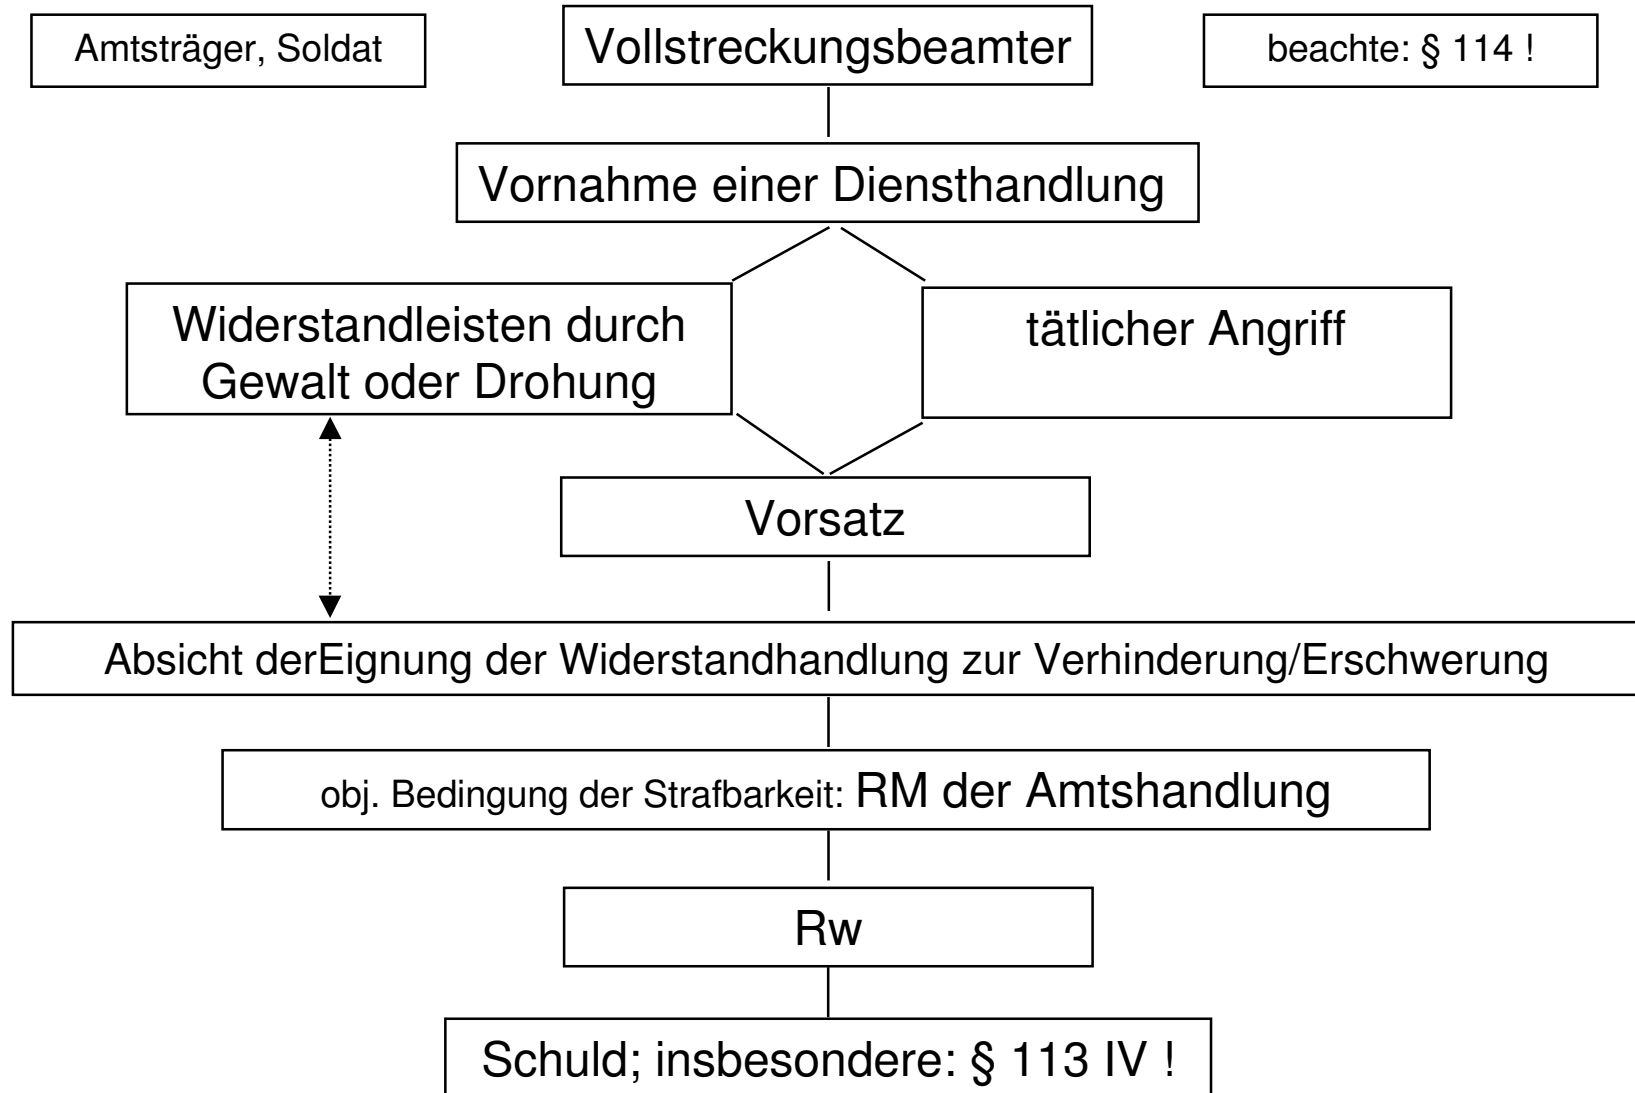 Amtsträger, Soldat
Vollstreckungsbeamter
beachte: § 114 !
Vornahme einer Diensthandlung
Widerstandleisten durch
Gewalt oder Drohung
tätlicher Angriff
Vorsatz
Absicht derEignung der Widerstandhandlung zur Verhinderung/Erschwerung
obj. Bedingung der Strafbarkeit: RM der Amtshandlung
Rw
Schuld; insbesondere: § 113 IV !